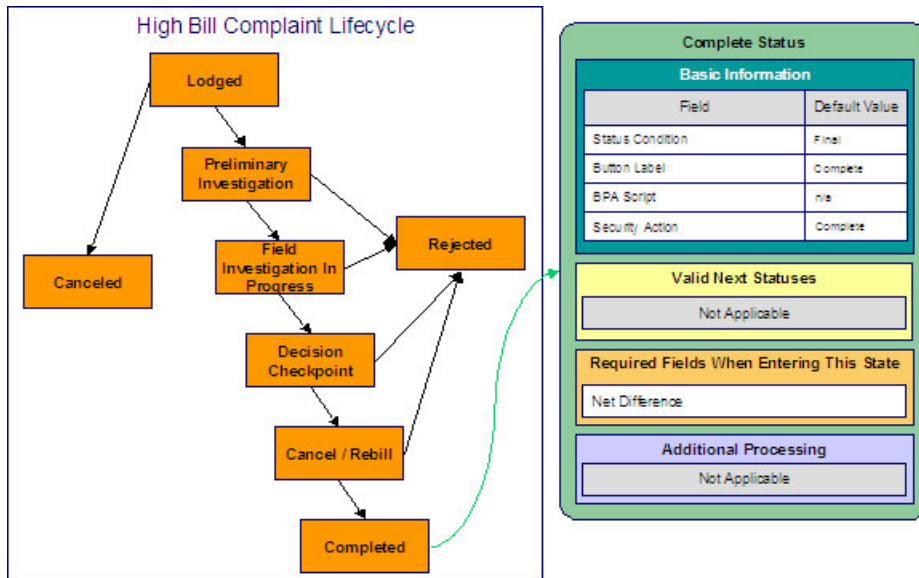 High Bill Complaint Lifecycle
Lodged
Preliminary
Investigation
Field
Investigation In
Progress
Rejected
Canceled
Decision
Checkpoint
Cancel / Rebill
Completed
Complete Status
Basic Information
Field Default Value
Status Condition Final
Button Label Complete
BPA Script n/a
Security Action Complete
Valid Next Statuses
Not Applicable
Required Fields When Entering This State
Net Difference
Additional Processing
Not Applicable